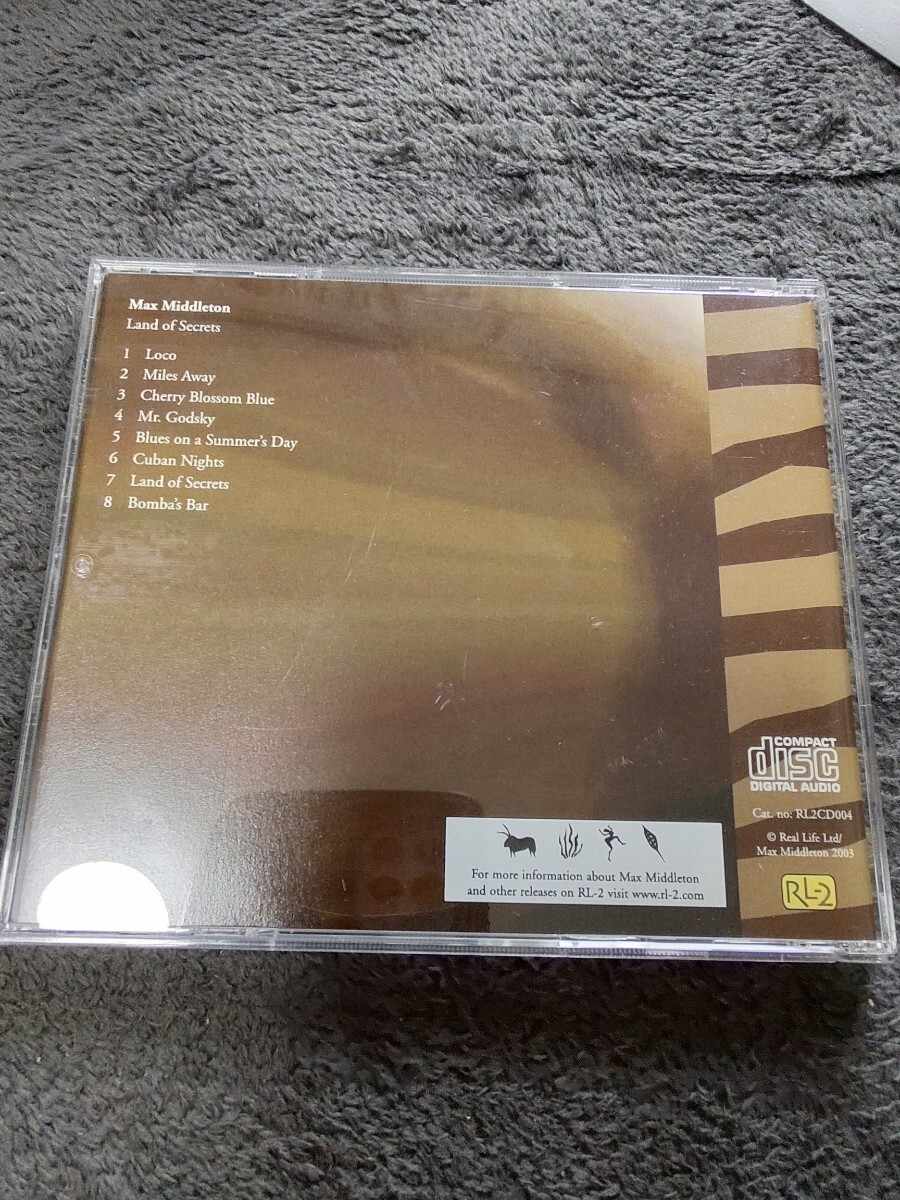 Max Middleton
Land of Secrets
1 Loco
2 Miles Away
3 Cherry Blossom Blue
4 Mr. Godsky
5 Blues on a Summer's Day
6 Cuban Nights
7 Land of Secrets
8 Bomba's Bar
COMPACT
disc
DIGITAL AUDIO
Cat. no: RL2CD004
© Real Life Ltd/
Max Middleton 2003
RL-2
For more information about Max Middleton
and other releases on RL-2 visit www.rl-2.com